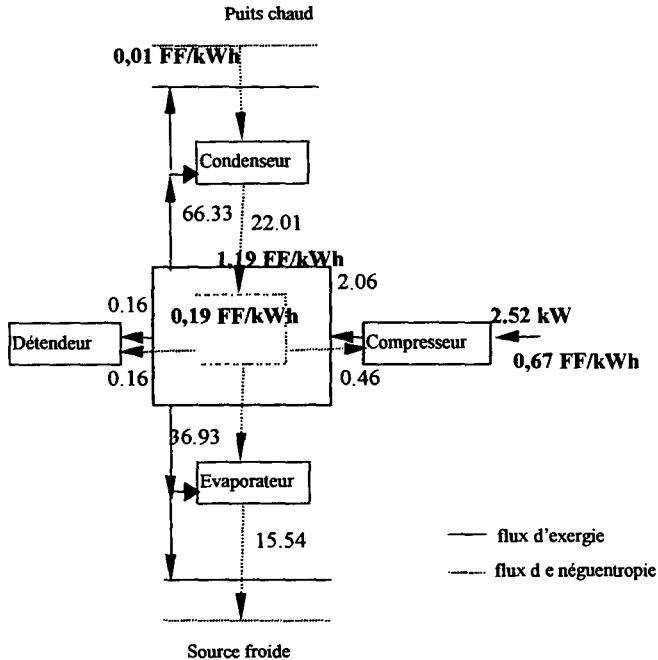 Puits chaud
0,01 FF/kWh
Condenseur
66.33
22.01
1,19 FF/kWh
2.06
0.16
0,19 FF/kWh
2.52 kW
Détendeur
Compresseur
0,67 FF/kWh
0.16
0.46
36.93
Evaporateur
15.54
flux d'exergie
flux d e néguentropie
Source froide